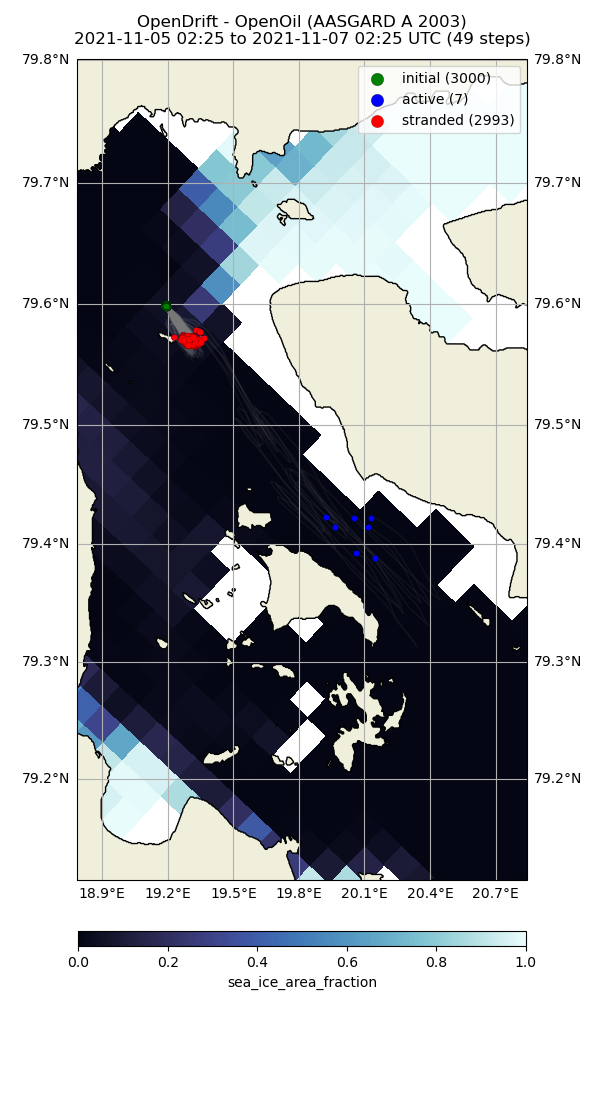 OpenDrift - OpenOil (AASGARD A 2003)
2021-11-05 02:25 to 2021-11-07 02:25 UTC (49 steps)
79.8°N 79.8°N
initial (3000)
active (7)
stranded (2993)
79.7°N 79.7°N
79.6°N 79.6°N
79.5°N 79.5°N
79.4°N 79.4°N
79.3°N 79.3°N
79.2°N 79.2°N
18.9°E 19.2°E 19.5°E 19.8°E 20.1°E 20.4°E 20.7°E
0.0 0.2 0.4 0.6 0.8 1.0
sea_ice_area_fraction